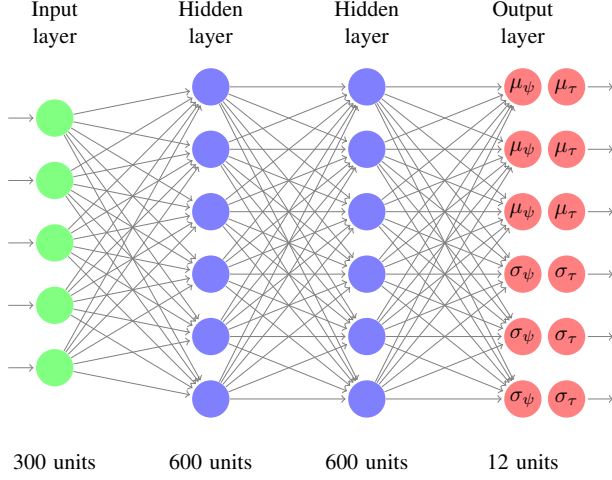 Input layer
Hidden layer
Hidden layer
Output layer
μψ μτ
μψ μτ
μψ μτ
σψ στ
σψ στ
σψ στ
300 units 600 units 600 units 12 units